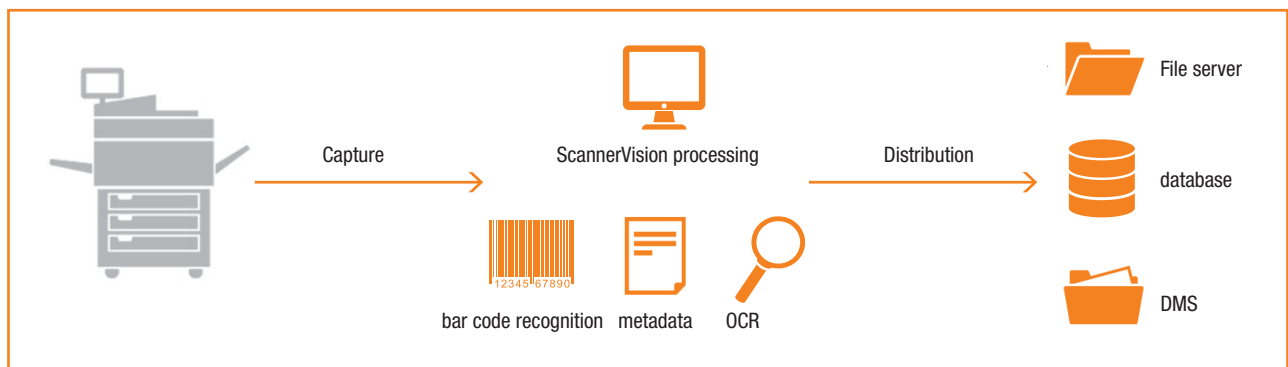 File server
Capture
ScannerVision processing
Distribution
database
12345 67890
bar code recognition
metadata
OCR
DMS